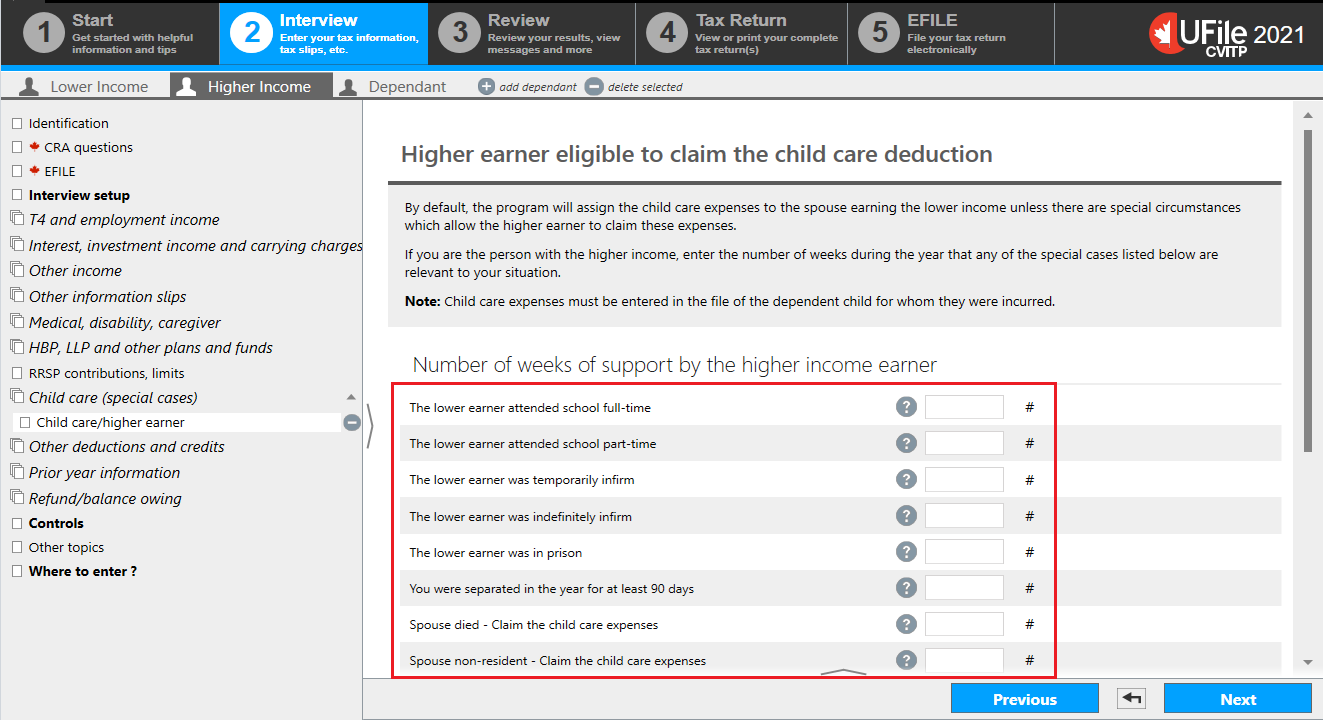 1
Start
Get started with helpful
information and tips
2
Interview
Enter your tax information,
tax slips, etc.
3
Review
Review your results, view
messages and more
4
Tax Return
View or print your complete
tax return(s)
5
EFILE
File your tax return
electronically
UFile 2021
CVITP
Lower Income
Higher Income
Dependant
add dependant
delete selected
Identification
CRA questions
EFILE
Interview setup
T4 and employment income
Interest, investment income and carrying charges
Other income
Other information slips
Medical, disability, caregiver
HBP, LLP and other plans and funds
RRSP contributions, limits
Child care (special cases)
Child care/higher earner
Other deductions and credits
Prior year information
Refund/balance owing
Controls
Other topics
Where to enter ?
Higher earner eligible to claim the child care deduction
By default, the program will assign the child care expenses to the spouse earning the lower income unless there are special circumstances
which allow the higher earner to claim these expenses.
If you are the person with the higher income, enter the number of weeks during the year that any of the special cases listed below are
relevant to your situation.
Note: Child care expenses must be entered in the file of the dependent child for whom they were incurred.
Number of weeks of support by the higher income earner
The lower earner attended school full-time ? #
The lower earner attended school part-time ? #
The lower earner was temporarily infirm ? #
The lower earner was indefinitely infirm ? #
The lower earner was in prison ? #
You were separated in the year for at least 90 days ? #
Spouse died - Claim the child care expenses ? #
Spouse non-resident - Claim the child care expenses ? #
Previous
Next